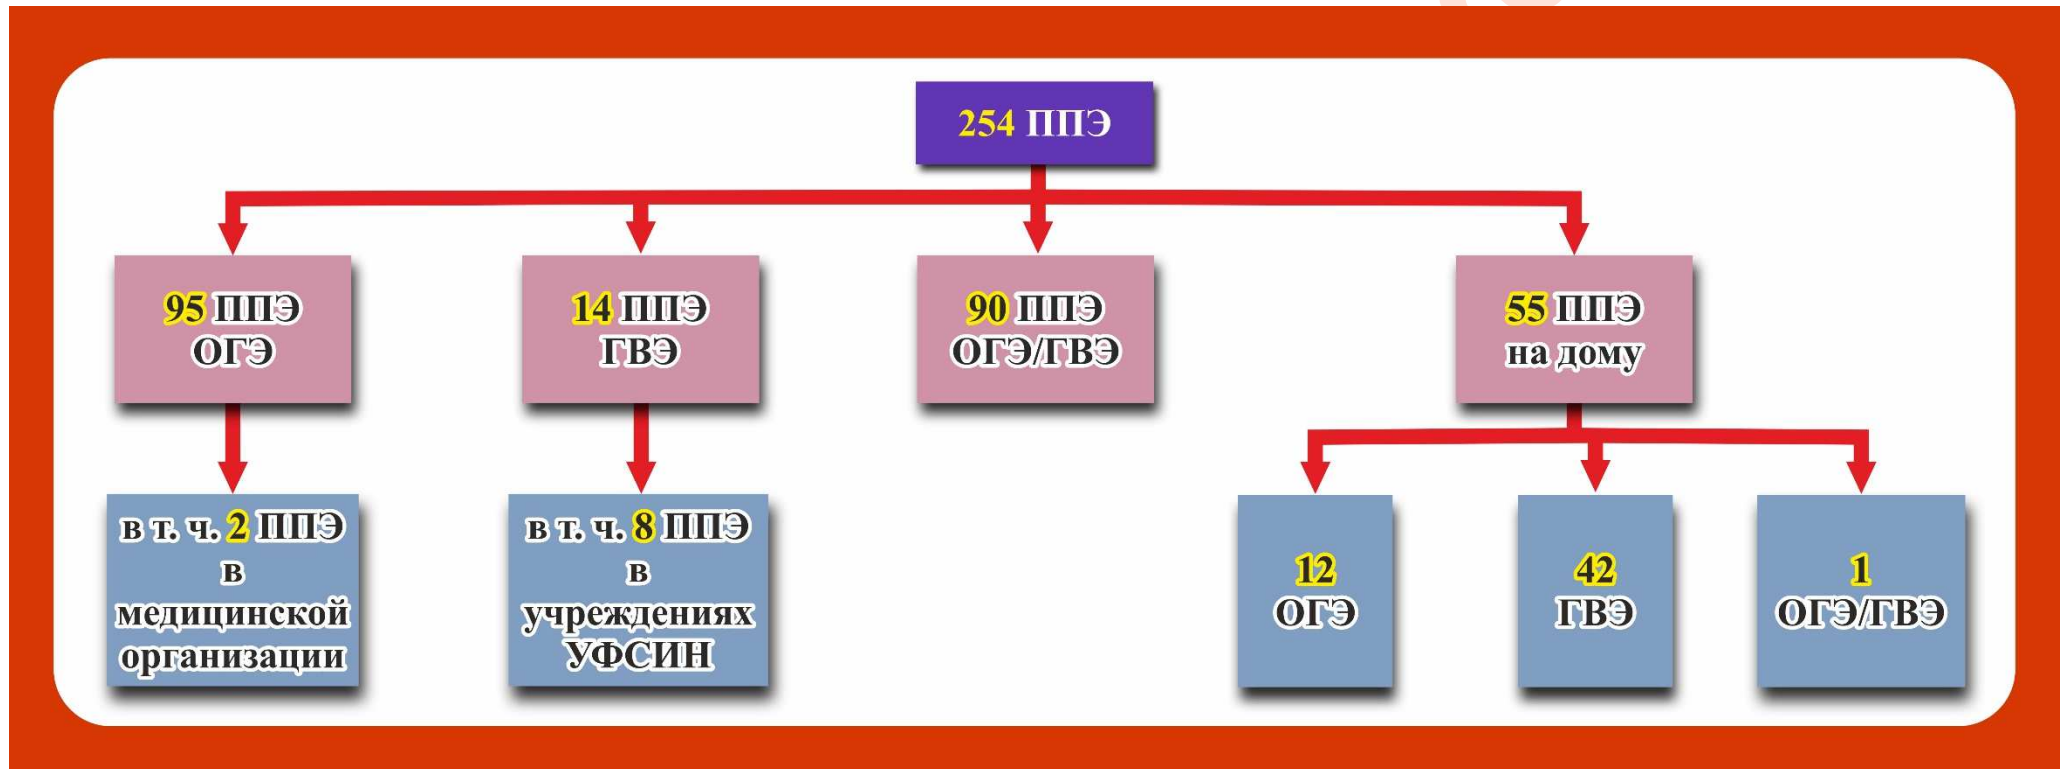 254 ППЭ
95 ППЭ
ОГЭ
14 ППЭ
ГВЭ
90 ППЭ
ОГЭ/ГВЭ
55 ППЭ
на дому
в т. ч. 2 ППЭ
в
медицинской
организации
в т. ч. 8 ППЭ
в
учреждениях
УФСИН
12
ОГЭ
42
ГВЭ
1
ОГЭ/ГВЭ